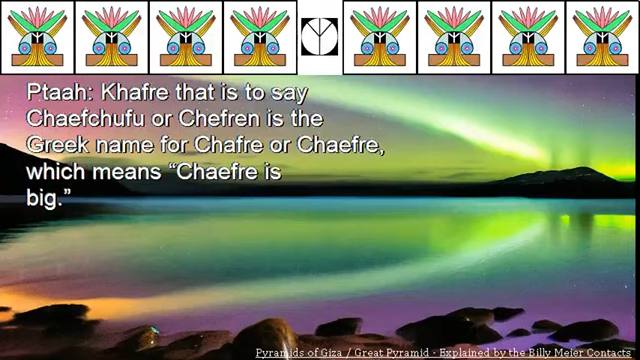 Ptaah: Khafre that is to say
Chaefchufu or Chefren is the
Greek name for Chafre or Chaefre,
which means “Chaefre is
big.”
Pyramids of Giza / Great Pyramid - Explained by the Billy Meier Contacts